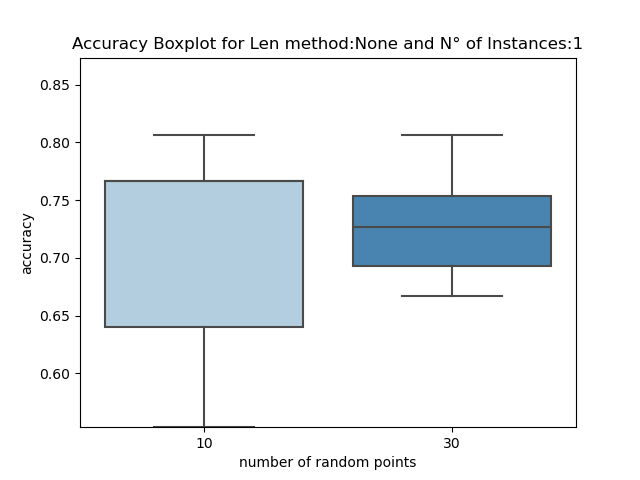 Accuracy Boxplot for Len method:None and N° of Instances:1
0.85
0.80
0.75
0.70
0.65
0.60
accuracy
10 30
number of random points